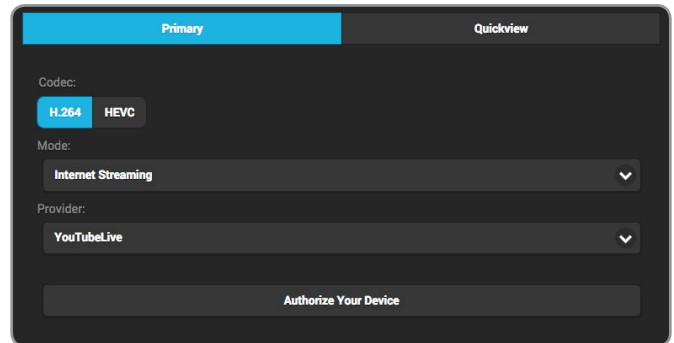 Primary Quickview
Codec:
H.264 HEVC
Mode:
Internet Streaming
Provider:
YouTubeLive
Authorize Your Device